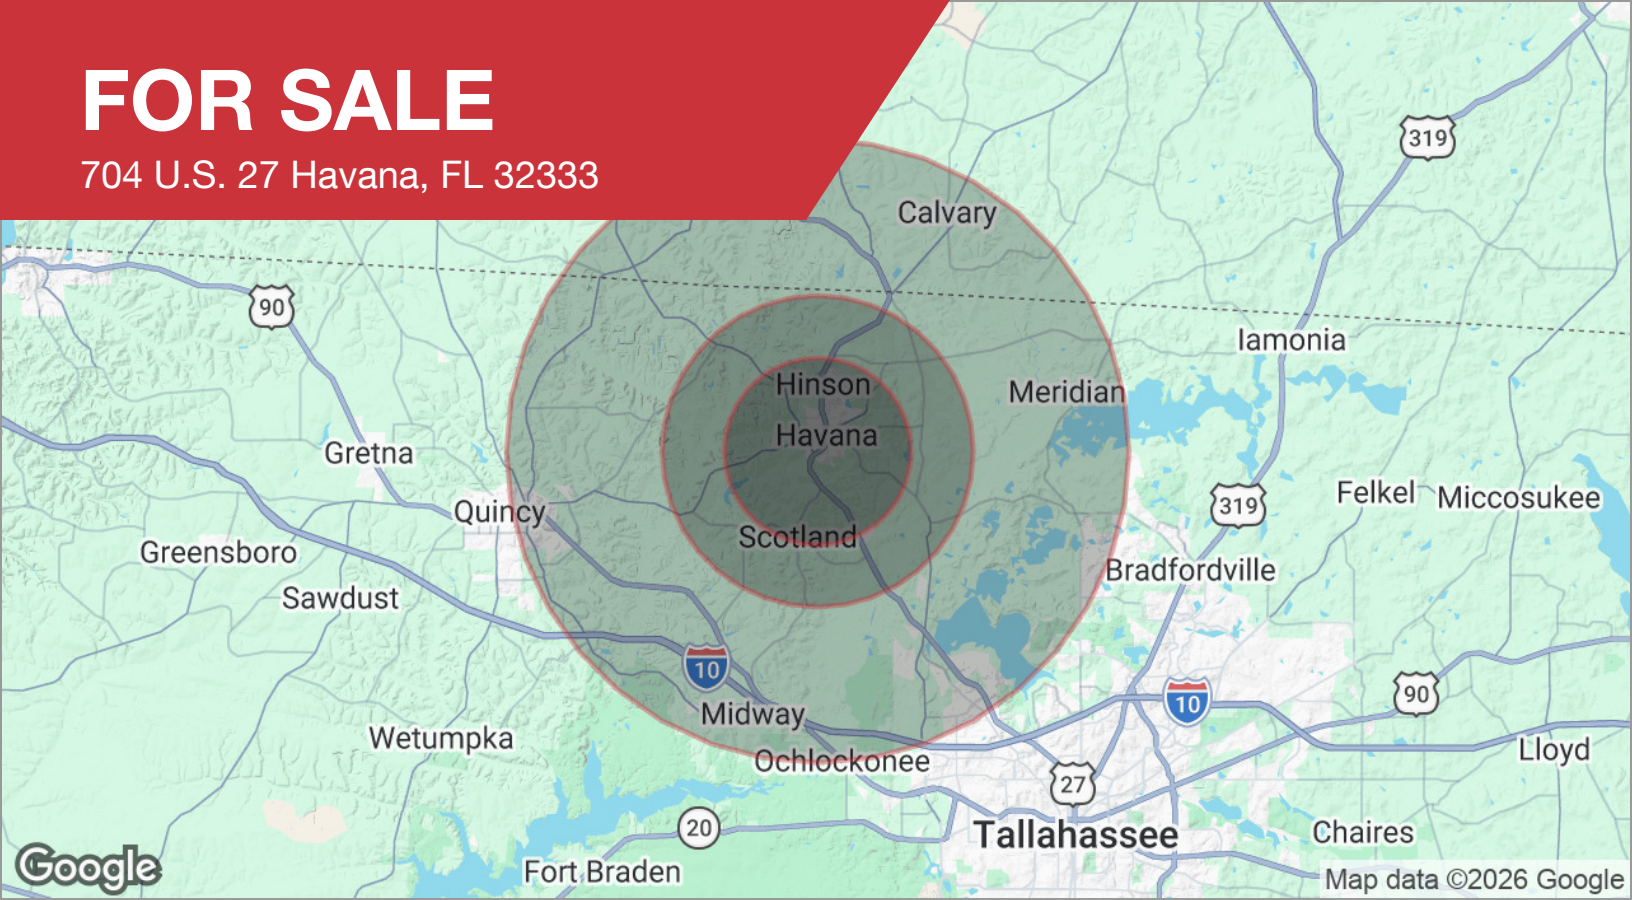 FOR SALE
704 U.S. 27 Havana, FL 32333
319
Calvary
90
Iamonia
Hinson
Meridian
Havana
Gretna
Felkel
Miccosukee
319
Quincy
Scotland
Greensboro
Bradfordville
Sawdust
10
90
10
Midway
Wetumpka
Lloyd
Ochlockonee
27
20
Tallahassee
Chaires
Fort Braden
Google
Map data ©2026 Google